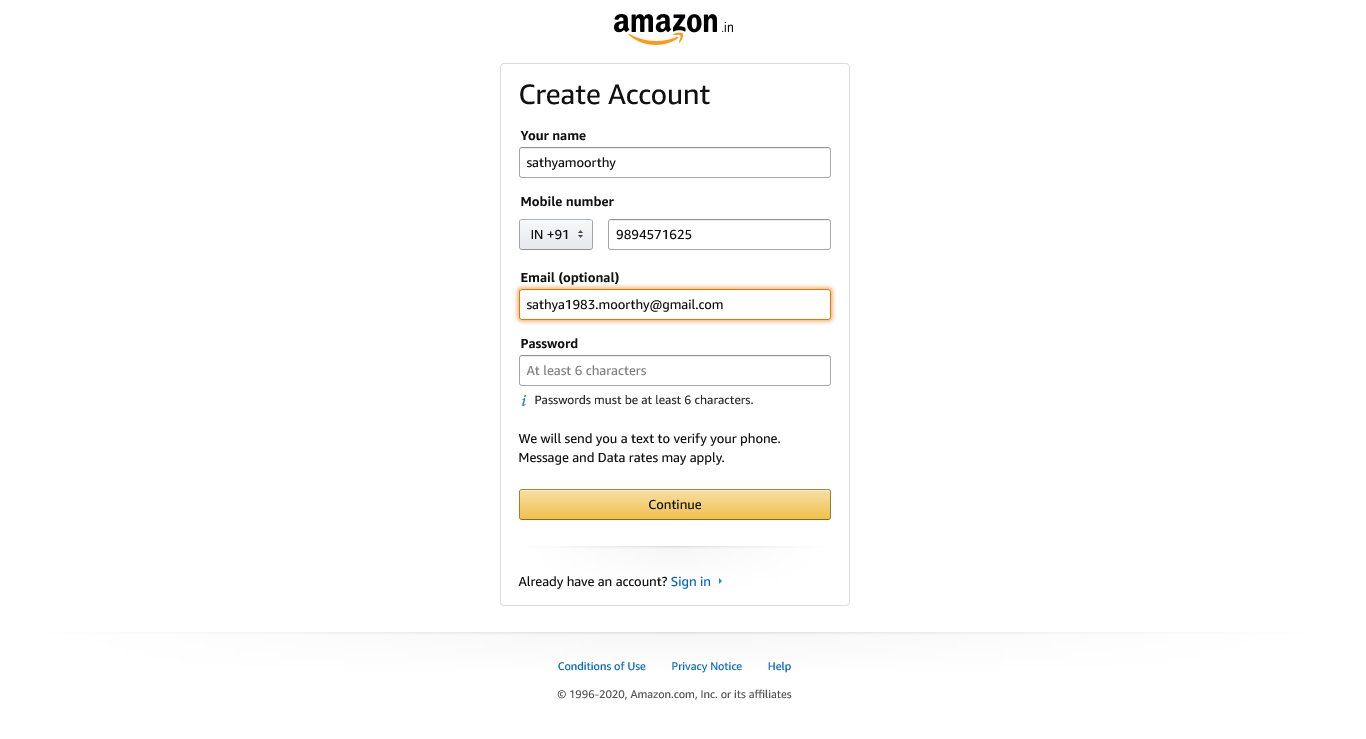 amazon.in
Create Account
Your name
sathyamoorthy
Mobile number
IN +91 9894571625
Email (optional)
sathya1983.moorthy@gmail.com
Password
At least 6 characters
i Passwords must be at least 6 characters.
We will send you a text to verify your phone.
Message and Data rates may apply.
Continue
Already have an account? Sign in
Conditions of Use Privacy Notice Help
© 1996-2020, Amazon.com, Inc. or its affiliates